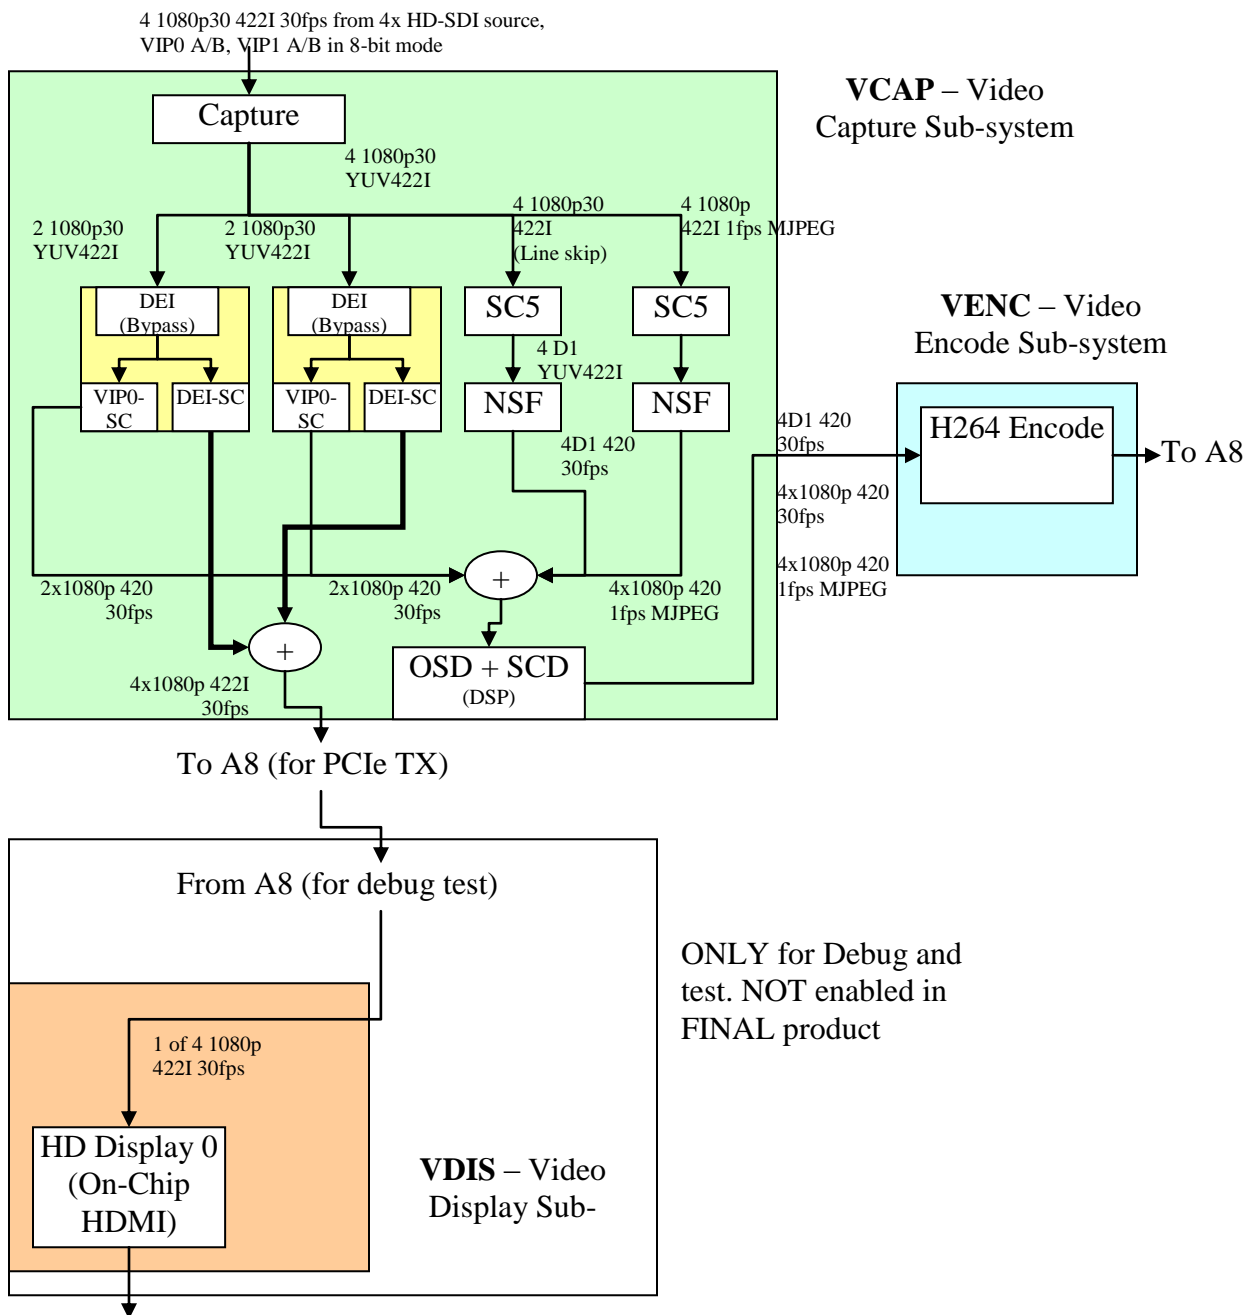 4 1080p30 422I 30fps from 4x HD-SDI source,
VIP0 A/B, VIP1 A/B in 8-bit mode
VCAP – Video
Capture Sub-system
Capture
4 1080p30
YUV422I
2 1080p30
YUV422I
2 1080p30
YUV422I
4 1080p30
422I
(Line skip)
4 1080p
422I 1fps MJPEG
DEI
(Bypass)
DEI
(Bypass)
SC5
SC5
VENC – Video
Encode Sub-system
4 D1
YUV422I
VIP0-
SC
DEI-SC
VIP0-
SC
DEI-SC
NSF
NSF
4D1 420
30fps
4D1 420
30fps
H264 Encode
To A8
4x1080p 420
30fps
4x1080p 420
1fps MJPEG
2x1080p 420
30fps
2x1080p 420
30fps
+
4x1080p 420
1fps MJPEG
+
OSD + SCD
(DSP)
4x1080p 422I
30fps
To A8 (for PCIe TX)
From A8 (for debug test)
ONLY for Debug and
test. NOT enabled in
FINAL product
1 of 4 1080p
422I 30fps
HD Display 0
(On-Chip
HDMI)
VDIS – Video
Display Sub-